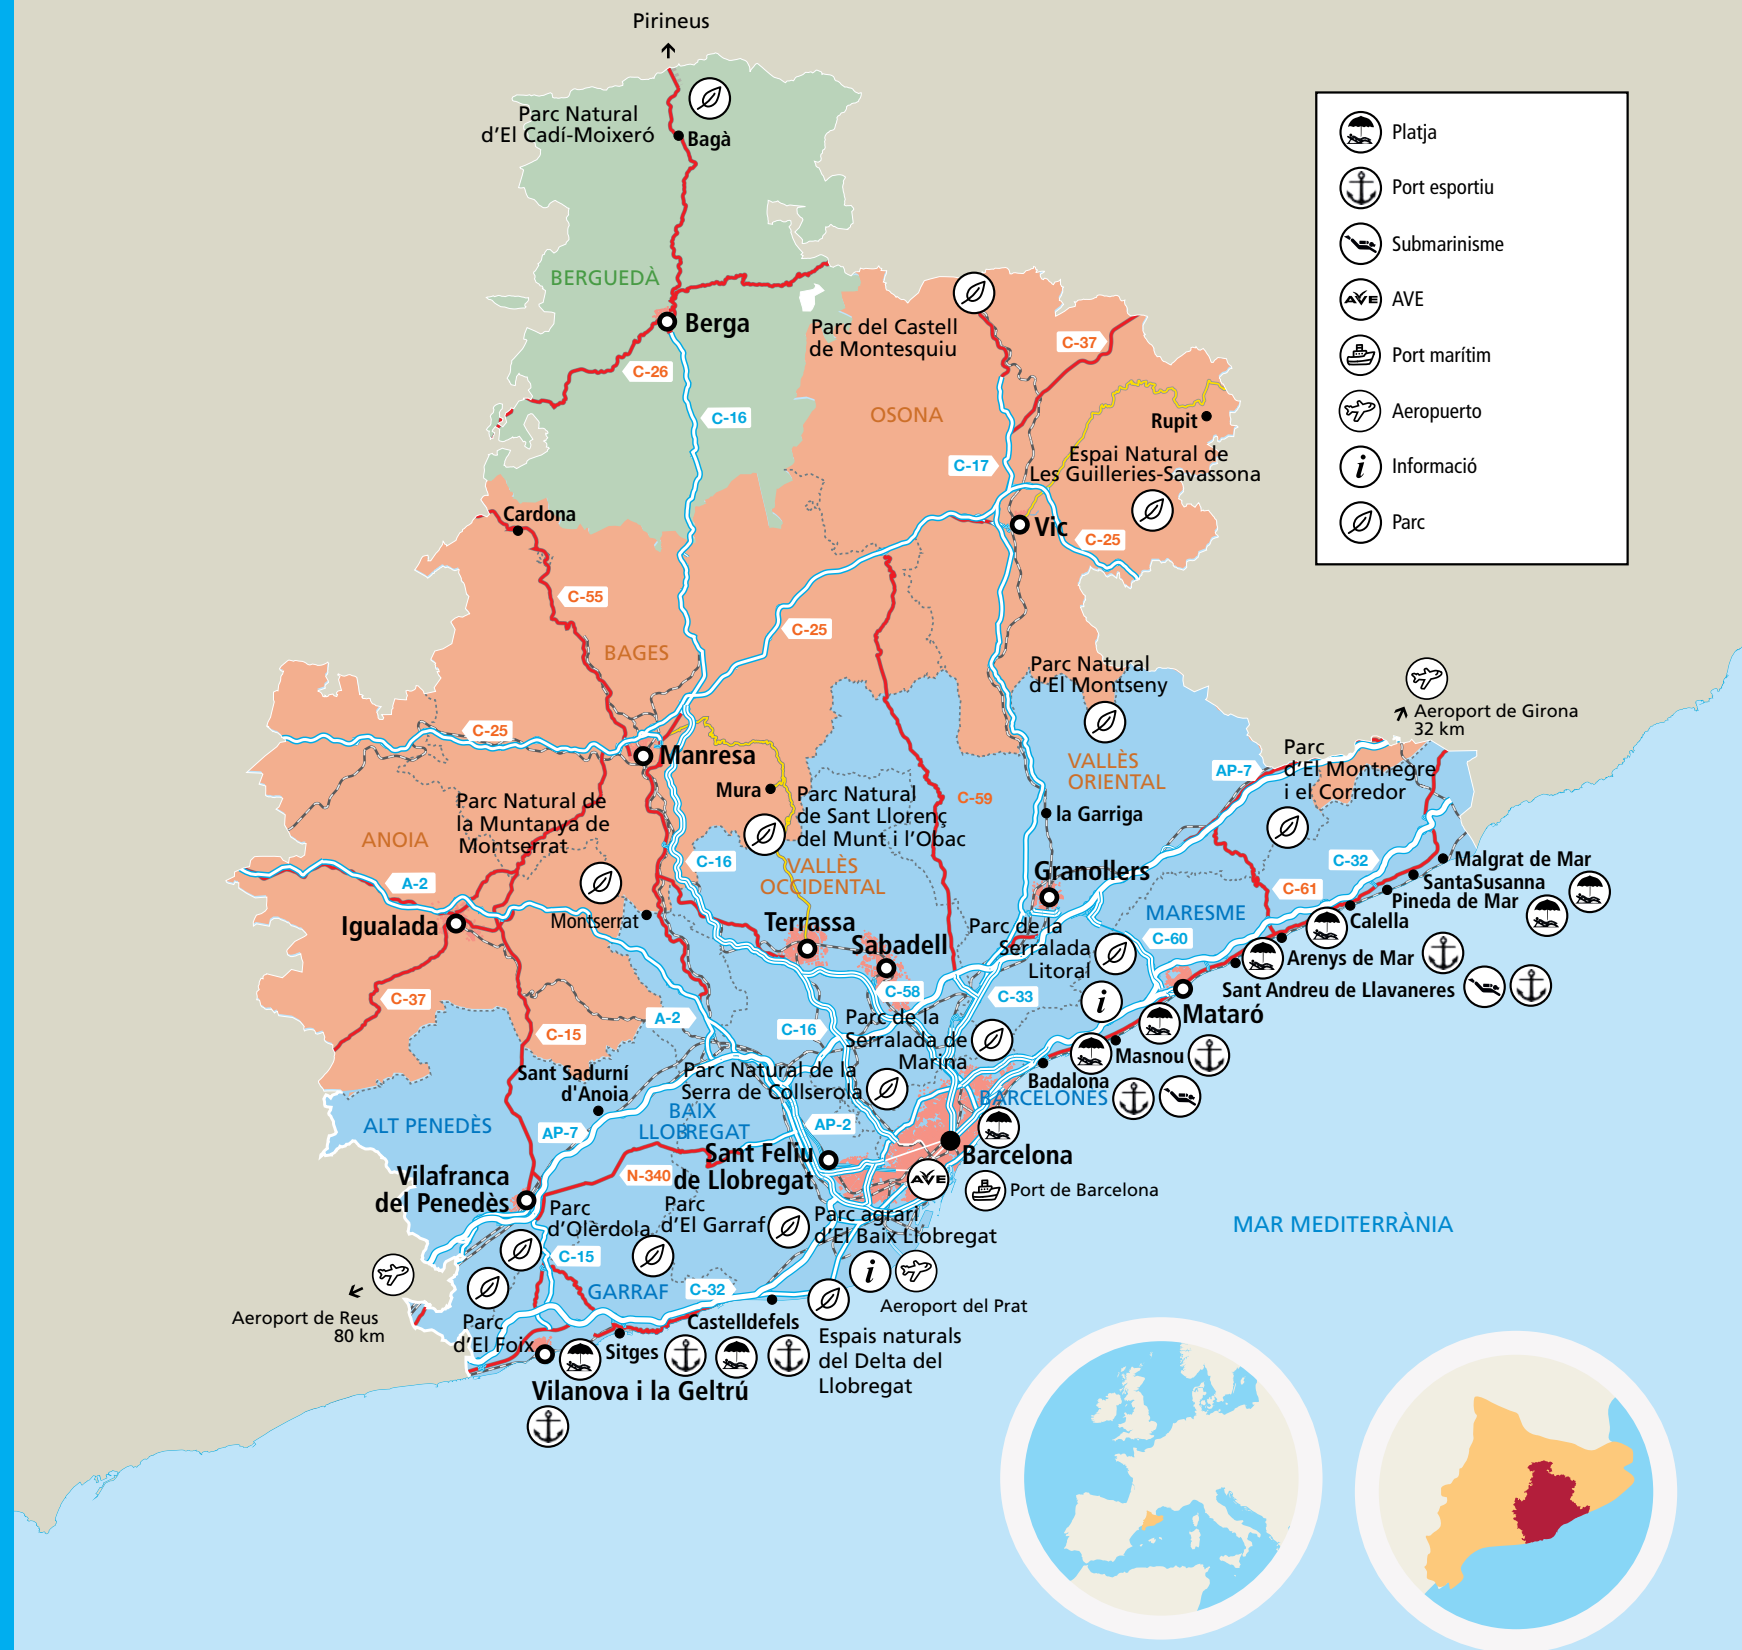 Pirineus
Parc Natural
d'El Cadí-Moixeró
Bagà
BERGUEDÀ
Berga
C-26
C-16
Parc del Castell
de Montesquiu
C-37
OSONA
Rupit
C-17
Espai Natural de
Les Guilleries-Savassona
Vic
C-25
Cardona
C-55
C-25
BAGES
C-25
Manresa
Parc Natural
d'El Montseny
VALLÈS
ORIENTAL
Mura
Parc Natural
de Sant Llorenç
del Munt i l'Obac
C-59
la Garriga
Parc Natural de
la Muntanya de
Montserrat
ANOIA
A-2
C-16
VALLÈS
OCCIDENTAL
Igualada
Montserrat
Terrassa
Sabadell
Granollers
Aeroport de Girona
32 km
AP-7
Parc
d'El Montnegre
i el Corredor
C-32
C-61
Malgrat de Mar
SantaSusanna
Pineda de Mar
Calella
MARESME
C-60
Parc de la
Serralada
Litoral
i
Arenys de Mar
Sant Andreu de Llavaneres
Mataró
C-37
C-15
A-2
C-58
C-33
C-16
Parc de la
Serralada de
Marina
Masnou
Badalona
BARCELONÈS
Sant Sadurní
d'Anoia
Parc Natural de la
Serra de Collserola
BAIX
LLOBREGAT
ALT PENEDÈS
AP-7
AP-2
Sant Feliu
de Llobregat
N-340
Barcelona
AVE
Port de Barcelona
Vilafranca
del Penedès
Parc
d'Olèrdola
Parc
d'El Garraf
Parc agrari
d'El Baix Llobregat
i
Aeroport del Prat
MAR MEDITERRÀNIA
C-15
GARRAF
C-32
Castelldefels
Aeroport de Reus
80 km
Parc
d'El Foix
Sitges
Espais naturals
del Delta del
Llobregat
Vilanova i la Geltrú
Platja
Port esportiu
Submarinisme
AVE AVE
Port marítim
Aeropuerto
i Informació
Parc